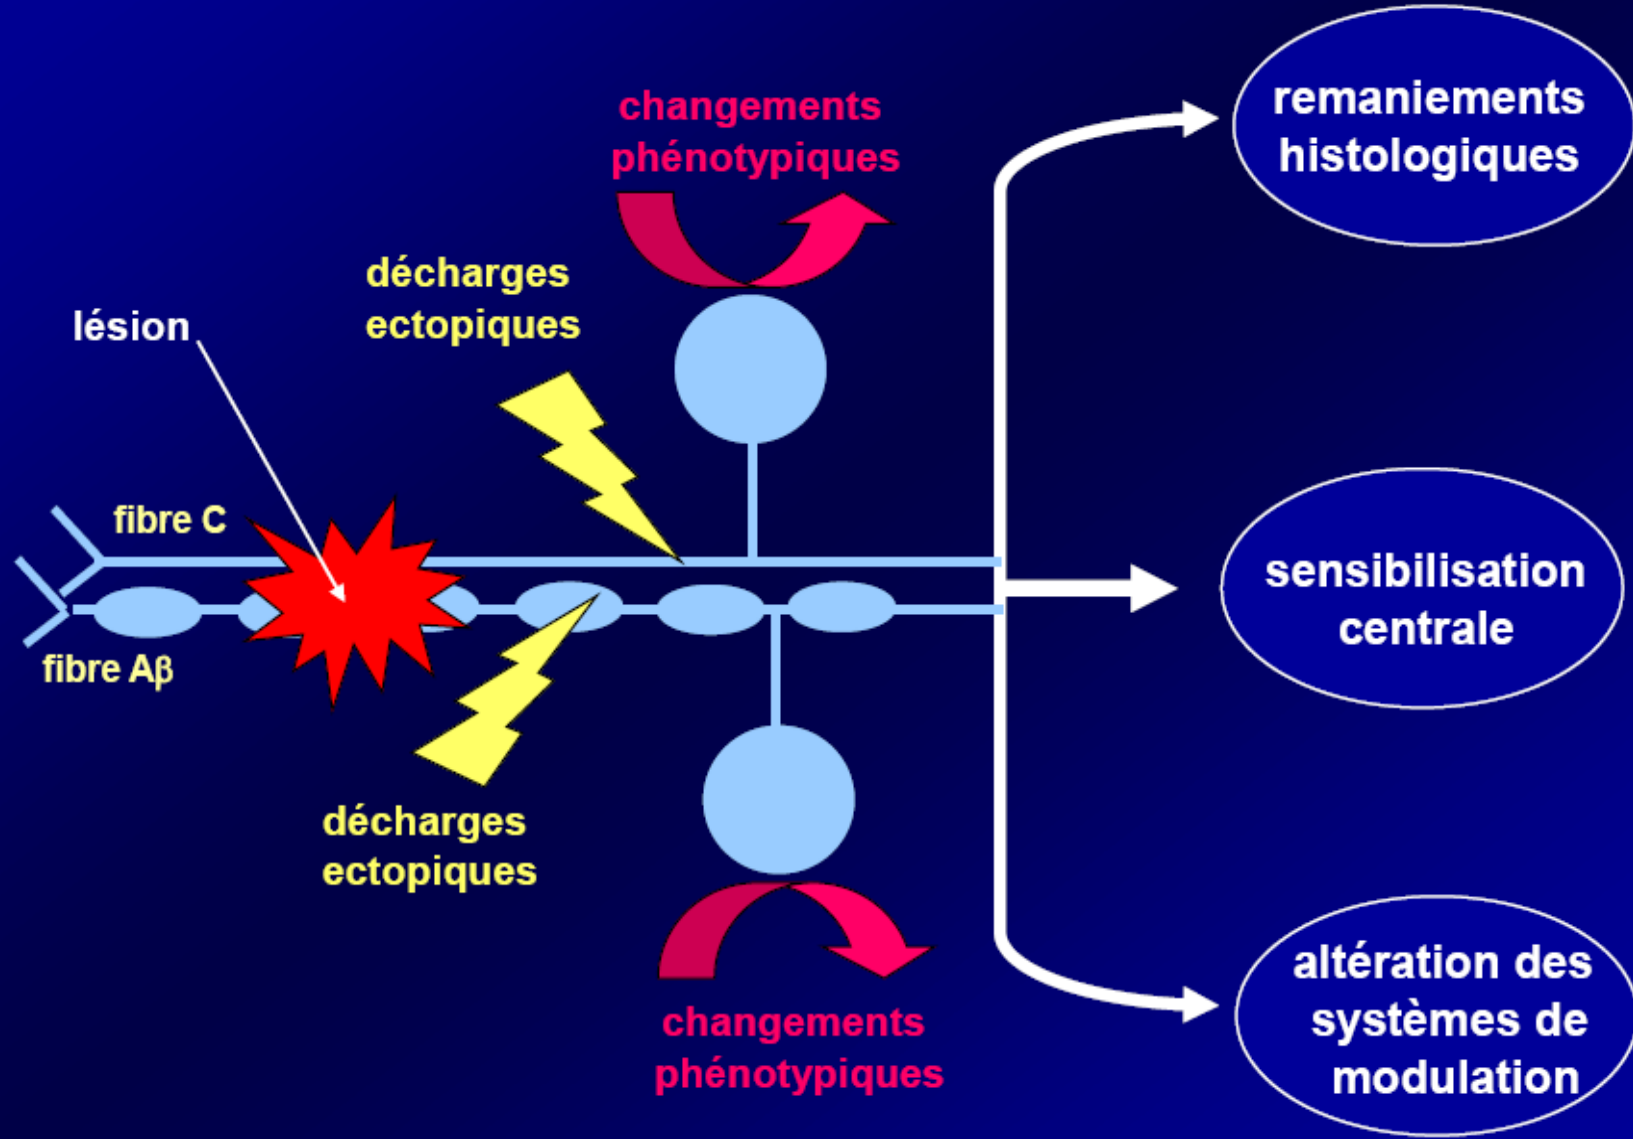 changements
phénotypiques
décharges
ectopiques
lésion
fibre C
fibre Aβ
décharges
ectopiques
changements
phénotypiques
remaniements
histologiques
sensibilisation
centrale
altération des
systèmes de
modulation